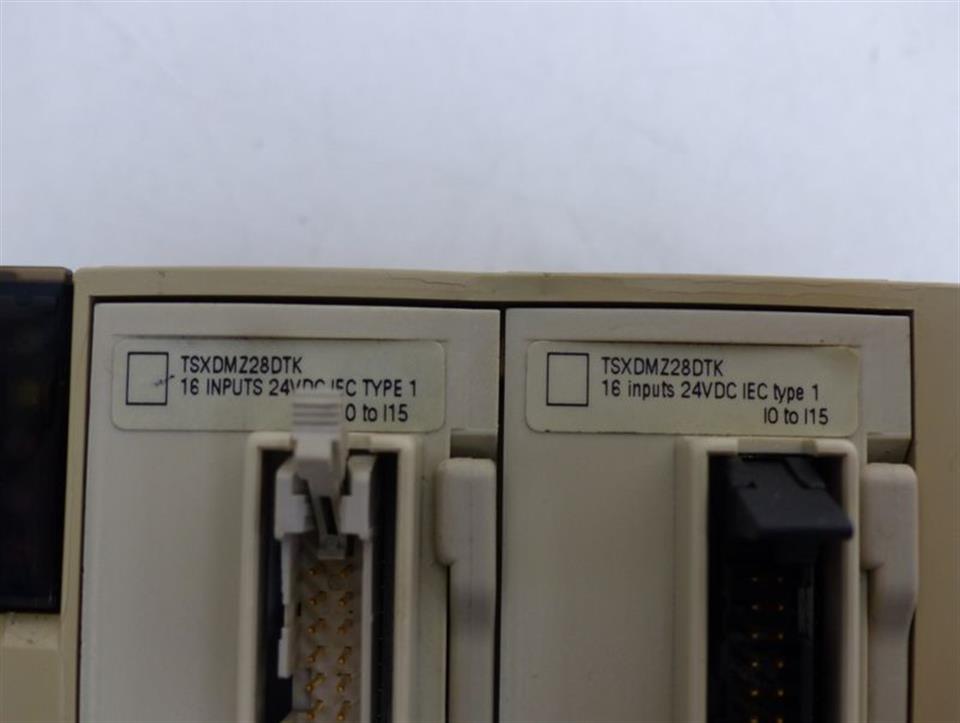 TSXDMZ28DTK
16 INPUTS 24VDC IEC TYPE 1
I0 to I15
TSXDMZ28DTK
16 inputs 24VDC IEC type 1
I0 to I15